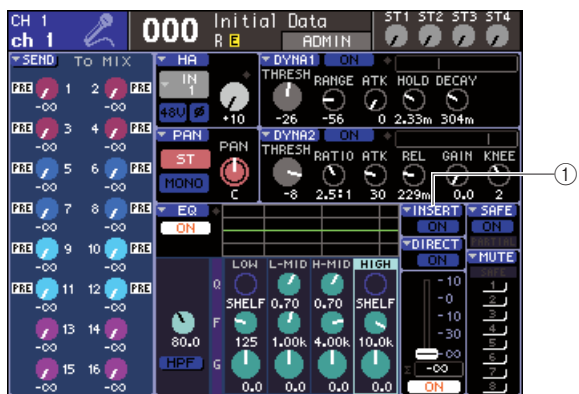 CH 1
ch 1
000 Initial Data
R E ADMIN
ST1 ST2 ST3 ST4
SEND TO MIX
PRE 1 2 PRE
-∞ -∞
PRE 3 4 PRE
-∞ -∞
PRE 5 6 PRE
-∞ -∞
PRE 7 8 PRE
-∞ -∞
PRE 9 10 PRE
-∞ -∞
PRE 11 12 PRE
-∞ -∞
13 14
-∞ -∞
15 16
-∞ -∞
HA
IN
1
48V Ø
+10
DYNA1 ON
THRESH RANGE ATK HOLD DECAY
-26 -56 0 2.33m 304m
PAN
ST
MONO
PAN
C
DYNA2 ON
THRESH RATIO ATK REL GAIN KNEE
-8 2.5:1 30 229m 0.0 2
①
EQ
ON
LOW L-MID H-MID HIGH
Q
SHELF 0.70 0.70 SHELF
F
80.0 125 1.00k 4.00k 10.0k
HPF G
0.0 0.0 0.0 0.0
INSERT
ON
DIRECT
ON
-10
-0
-10
-30
-∞
Σ -∞
ON
SAFE
ON
PARTIAL
MUTE
SAFE
1
2
3
4
5
6
7
8